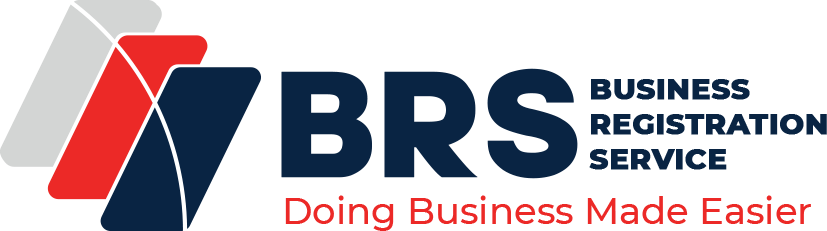 BRS
BUSINESS
REGISTRATION
SERVICE
Doing Business Made Easier